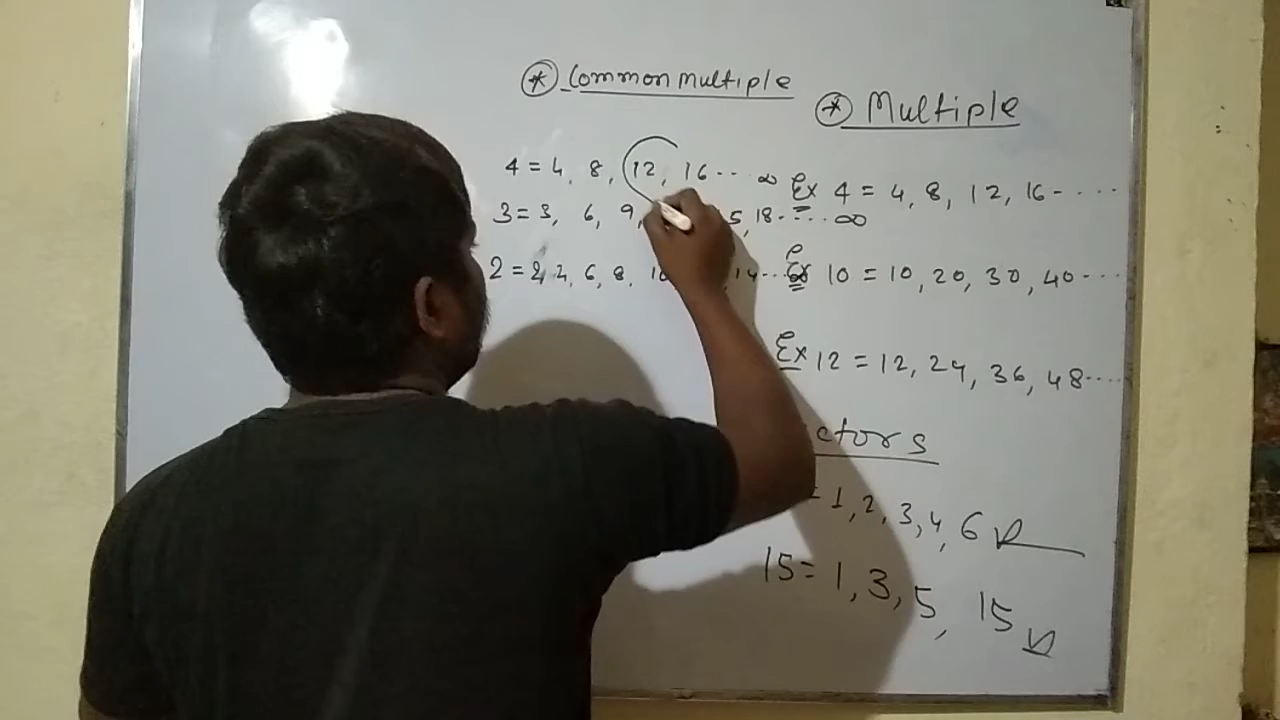 * Common multiple
4 = 4, 8, 12, 16 - - . ∞
3 = 3, 6, 9, 5, 18 - - . . ∞
2 = 2, 4, 6, 8, 10 14 . . .
* Multiple
Ex 4 = 4, 8, 12, 16 - . . . .
Ex 10 = 10, 20, 30, 40 - . . . .
Ex 12 = 12, 24, 36, 48 . . . .
ctors
= 1, 2, 3, 4, 6
15 = 1, 3, 5, 15